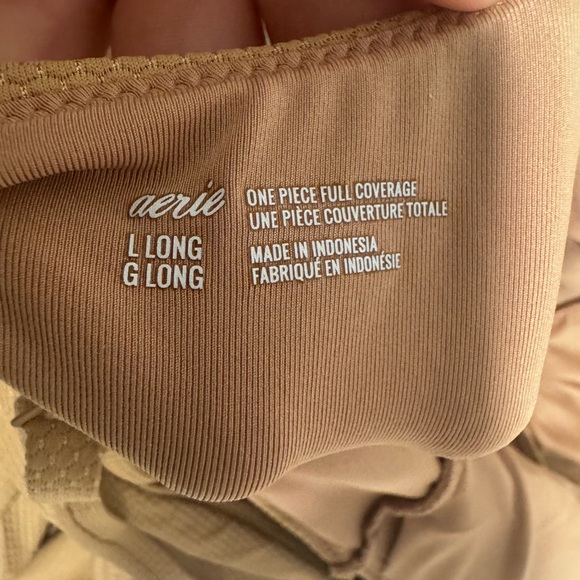 aerie
L LONG
G LONG
ONE PIECE FULL COVERAGE
UNE PIÈCE COUVERTURE TOTALE
MADE IN INDONESIA
FABRIQUÉ EN INDONÉSIE